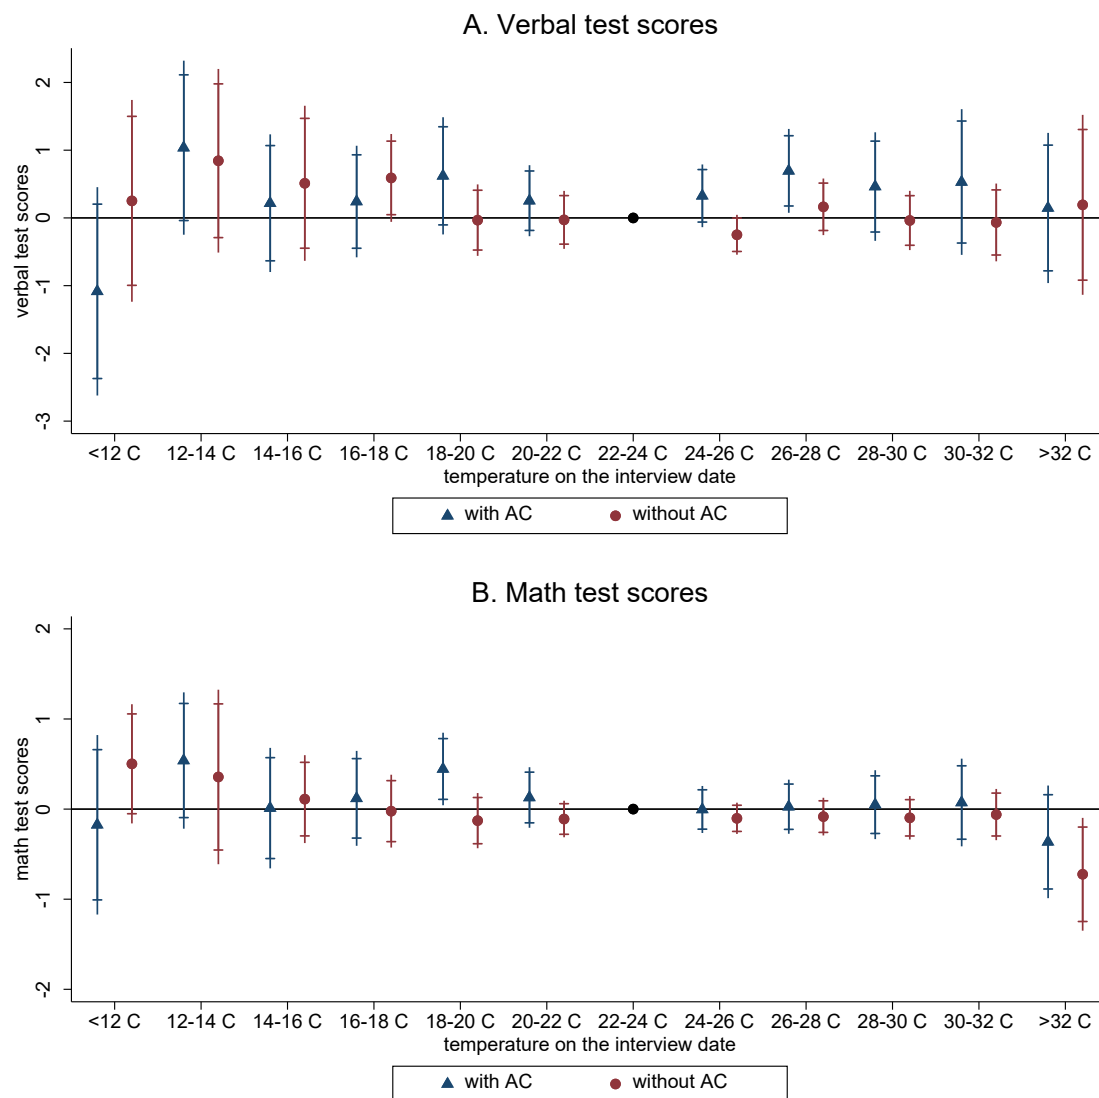 A. Verbal test scores
verbal test scores
2
1
0
-1
-2
-3
<12 C 12-14 C 14-16 C 16-18 C 18-20 C 20-22 C 22-24 C 24-26 C 26-28 C 28-30 C 30-32 C >32 C
temperature on the interview date
with AC without AC
B. Math test scores
math test scores
2
1
0
-1
-2
<12 C 12-14 C 14-16 C 16-18 C 18-20 C 20-22 C 22-24 C 24-26 C 26-28 C 28-30 C 30-32 C >32 C
temperature on the interview date
with AC without AC